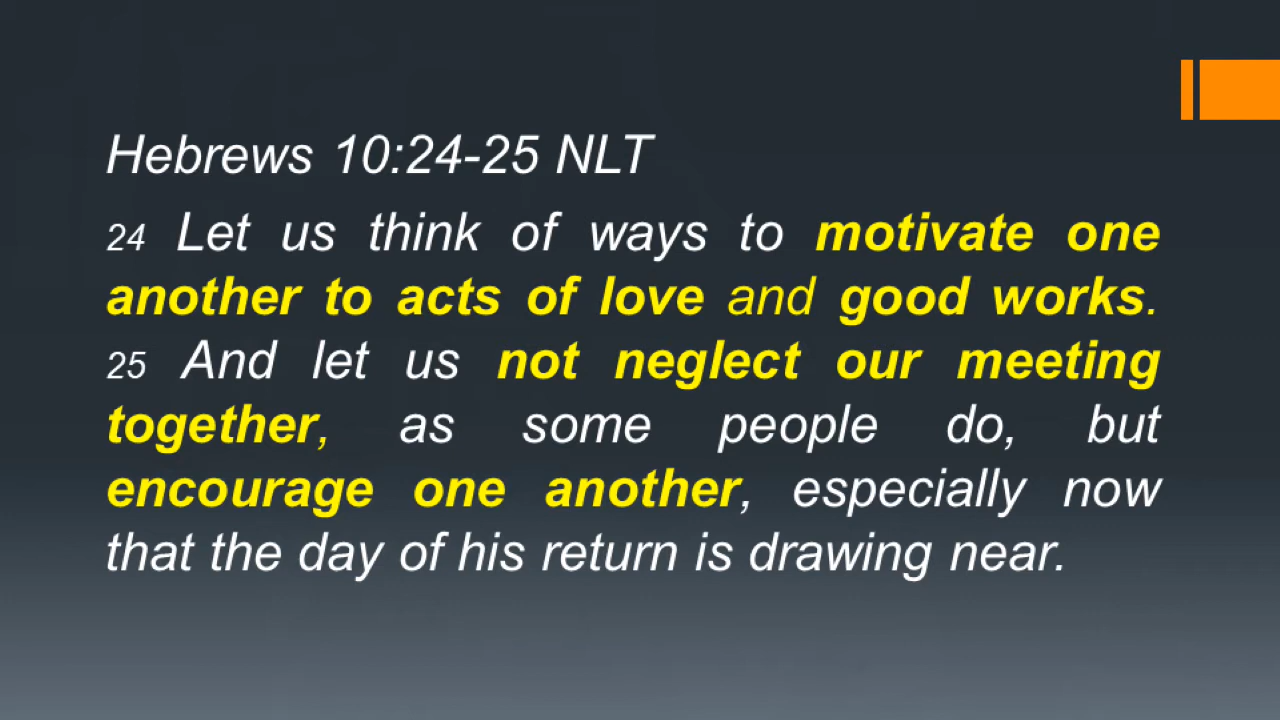 Hebrews 10:24-25 NLT
24 Let us think of ways to motivate one
another to acts of love and good works.
25 And let us not neglect our meeting
together, as some people do, but
encourage one another, especially now
that the day of his return is drawing near.